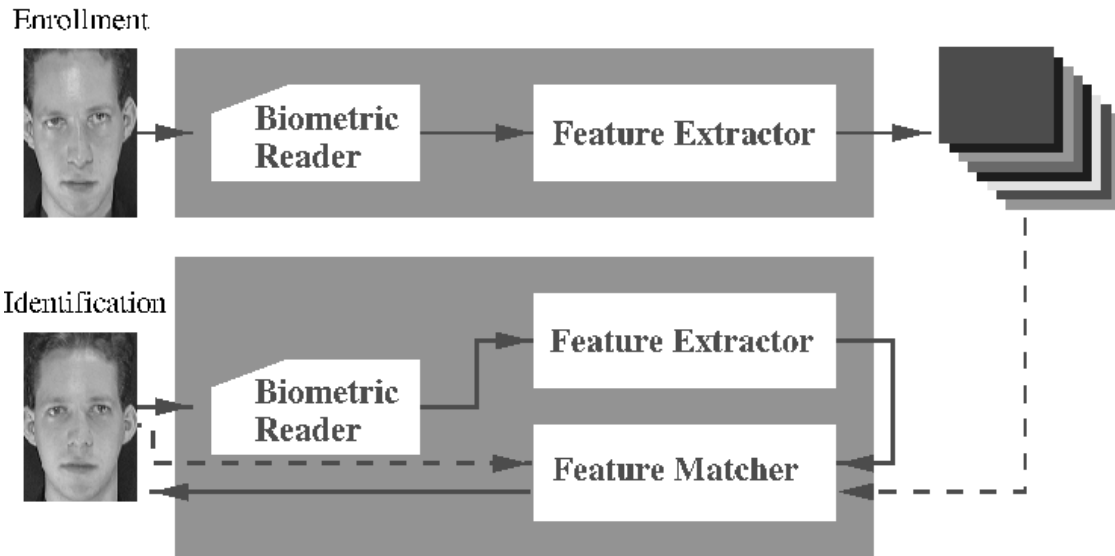 Enrollment
Biometric
Reader
Feature Extractor
Identification
Feature Extractor
Biometric
Reader
Feature Matcher